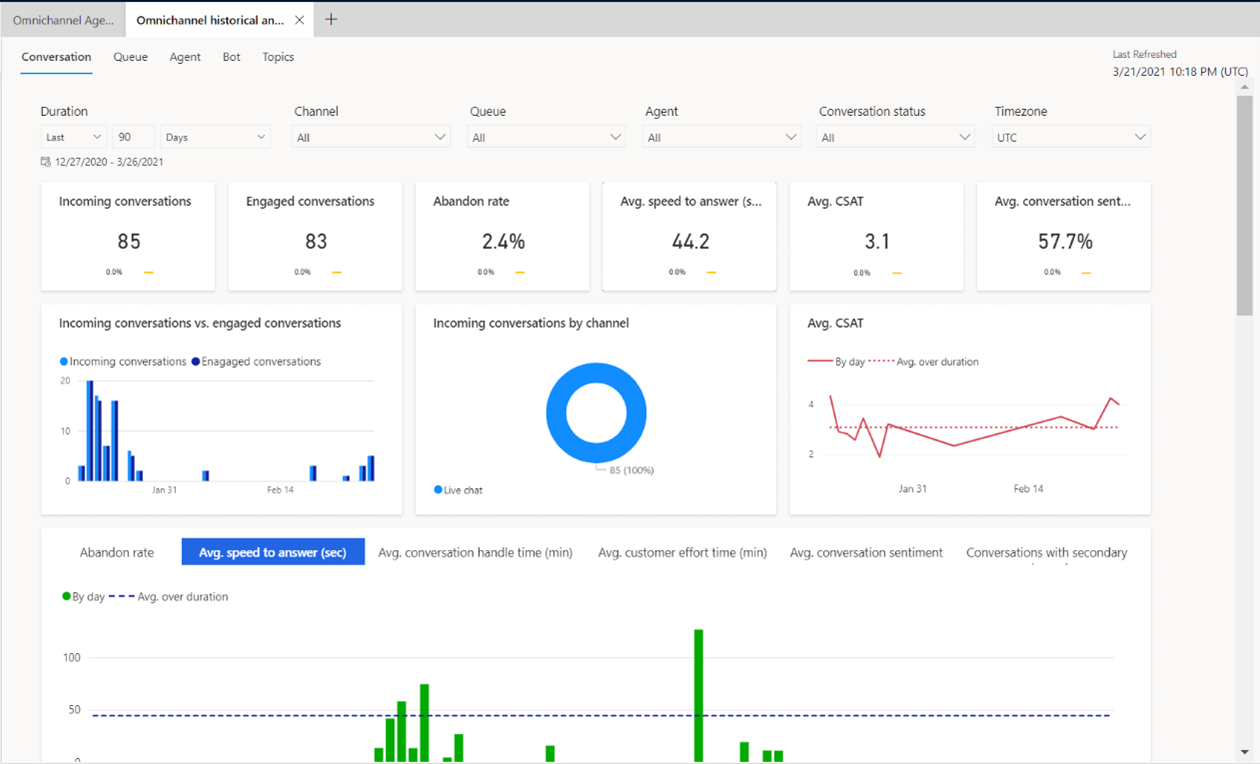 Omnichannel Age...
Omnichannel historical an...
Conversation Queue Agent Bot Topics
Last Refreshed
3/21/2021 10:18 PM (UTC)
Duration Channel Queue Agent Conversation status Timezone
Last 90 Days All All All All UTC
12/27/2020 - 3/26/2021
Incoming conversations Engaged conversations Abandon rate Avg. speed to answer (s... Avg. CSAT Avg. conversation sent...
85 83 2.4% 44.2 3.1 57.7%
0.0% 0.0% 0.0% 0.0% 0.0% 0.0%
Incoming conversations vs. engaged conversations
Incoming conversations Enagaged conversations
20
10
0
Jan 31 Feb 14
Incoming conversations by channel
85 (100%)
Live chat
Avg. CSAT
By day Avg. over duration
4
2
Jan 31 Feb 14
Abandon rate Avg. speed to answer (sec) Avg. conversation handle time (min) Avg. customer effort time (min) Avg. conversation sentiment Conversations with secondary
By day Avg. over duration
100
50
0